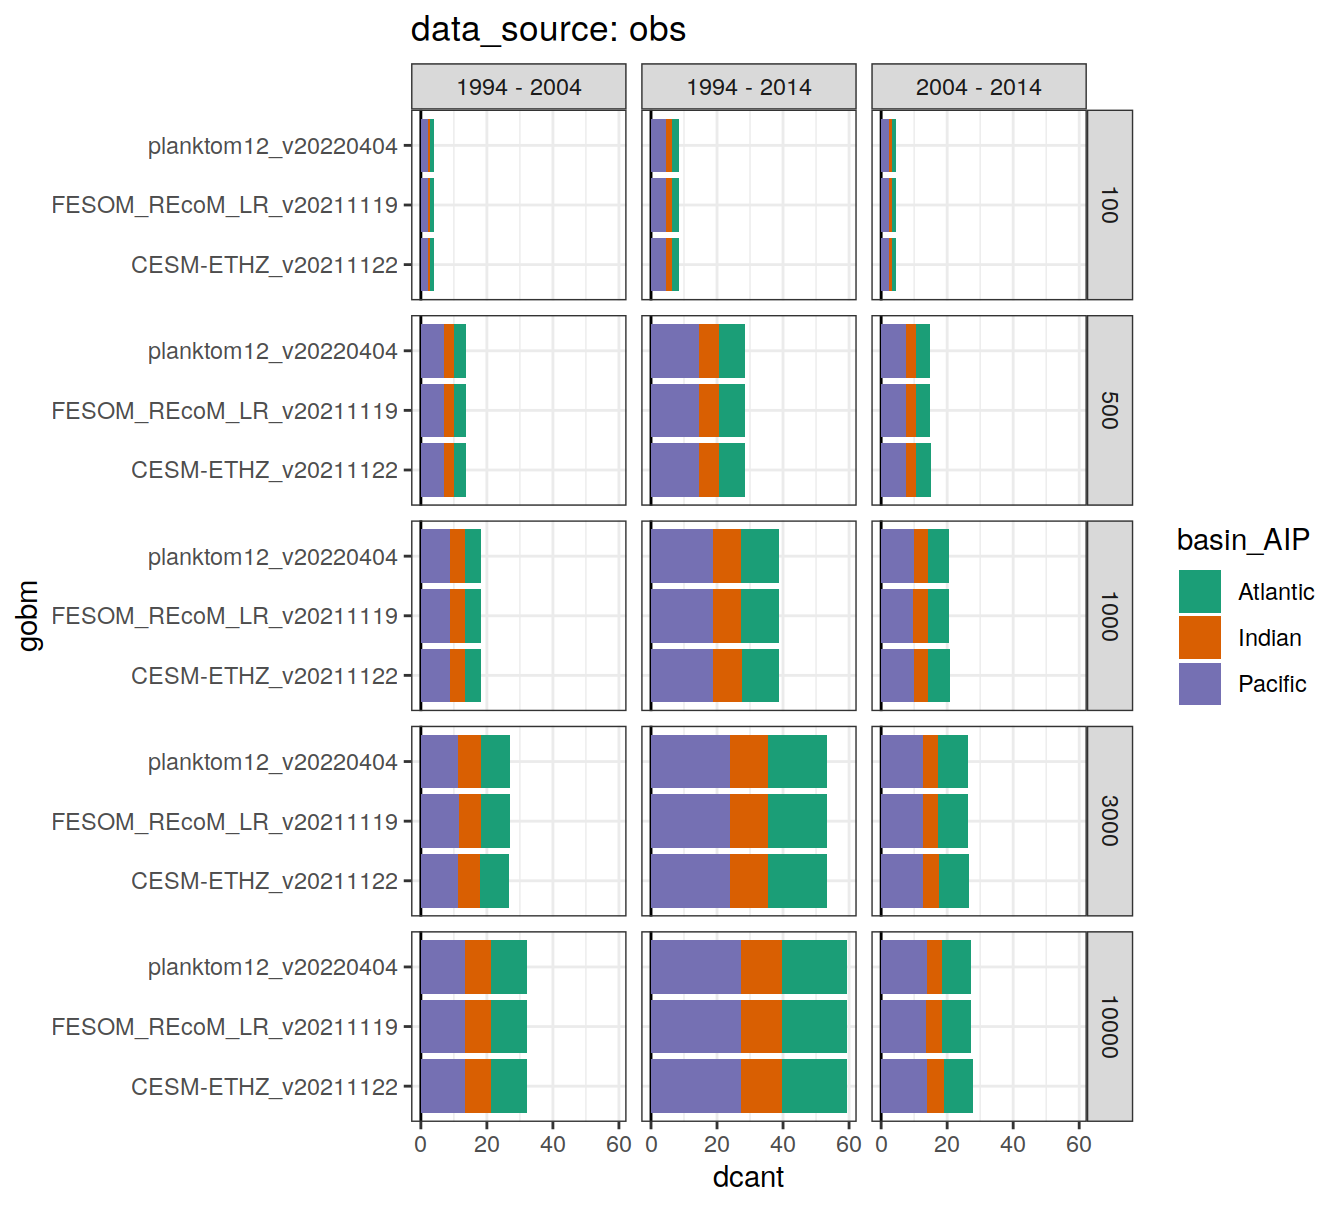 data_source: obs
1994 - 2004
1994 - 2014
2004 - 2014
planktom12_v20220404
FESOM_REcoM_LR_v20211119
CESM-ETHZ_v20211122
100
planktom12_v20220404
FESOM_REcoM_LR_v20211119
CESM-ETHZ_v20211122
500
planktom12_v20220404
FESOM_REcoM_LR_v20211119
CESM-ETHZ_v20211122
1000
planktom12_v20220404
FESOM_REcoM_LR_v20211119
CESM-ETHZ_v20211122
3000
planktom12_v20220404
FESOM_REcoM_LR_v20211119
CESM-ETHZ_v20211122
10000
gobm
0 20 40 60
0 20 40 60
0 20 40 60
dcant
basin_AIP
Atlantic
Indian
Pacific